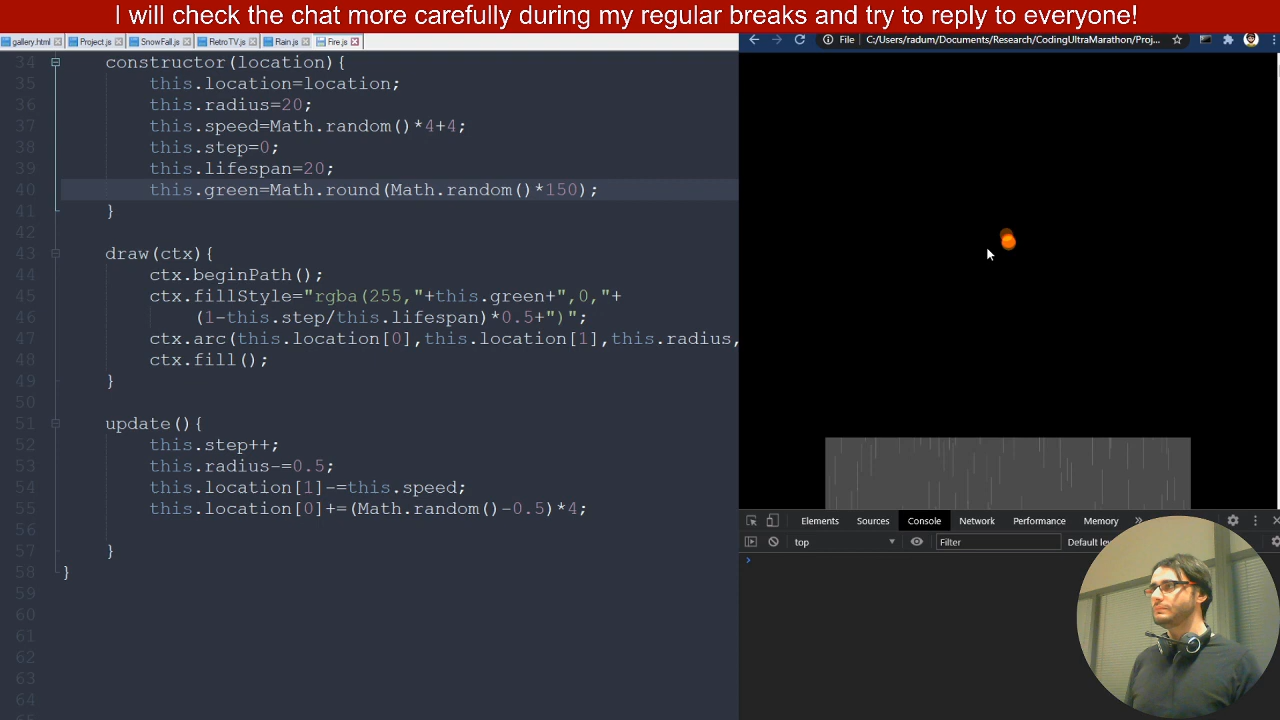 I will check the chat more carefully during my regular breaks and try to reply to everyone!
gallery.html Project.js SnowFall.js RetroTV.js Rain.js Fire.js
File C:/Users/radum/Documents/Research/CodingUltraMarathon/Proj...
34 constructor(location){
35 this.location=location;
36 this.radius=20;
37 this.speed=Math.random()*4+4;
38 this.step=0;
39 this.lifespan=20;
40 this.green=Math.round(Math.random()*150);
41 }
42
43 draw(ctx){
44 ctx.beginPath();
45 ctx.fillStyle="rgba(255,"+this.green+",0,"+
46 (1-this.step/this.lifespan)*0.5+")";
47 ctx.arc(this.location[0],this.location[1],this.radius,
48 ctx.fill();
49 }
50
51 update(){
52 this.step++;
53 this.radius-=0.5;
54 this.location[1]-=this.speed;
55 this.location[0]+=(Math.random()-0.5)*4;
56
57 }
58 }
59
60
61
62
63
64
Elements Sources Console Network Performance Memory »
top Filter Default lev